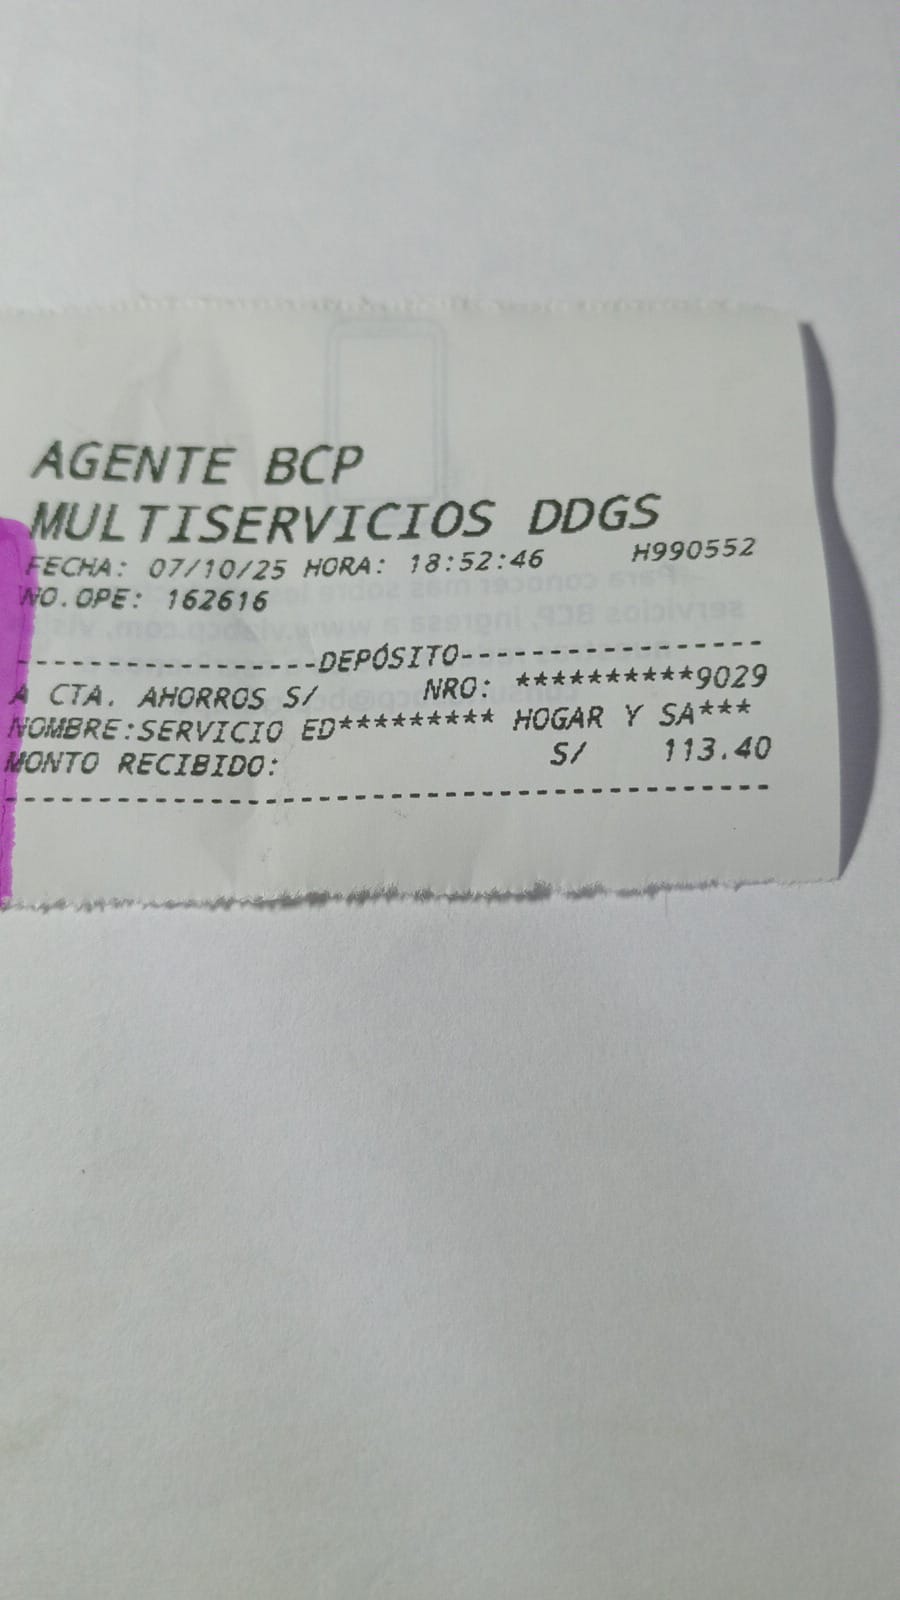 AGENTE BCP
MULTISERVICIOS DDGS
FECHA: 07/10/25 HORA: 18:52:46 H990552
NO.OPE: 162616
----------------DEPÓSITO----------------
A CTA. AHORROS S/ NRO: **********9029
NOMBRE:SERVICIO ED********* HOGAR Y SA***
MONTO RECIBIDO: S/ 113.40
-----------------------------------------